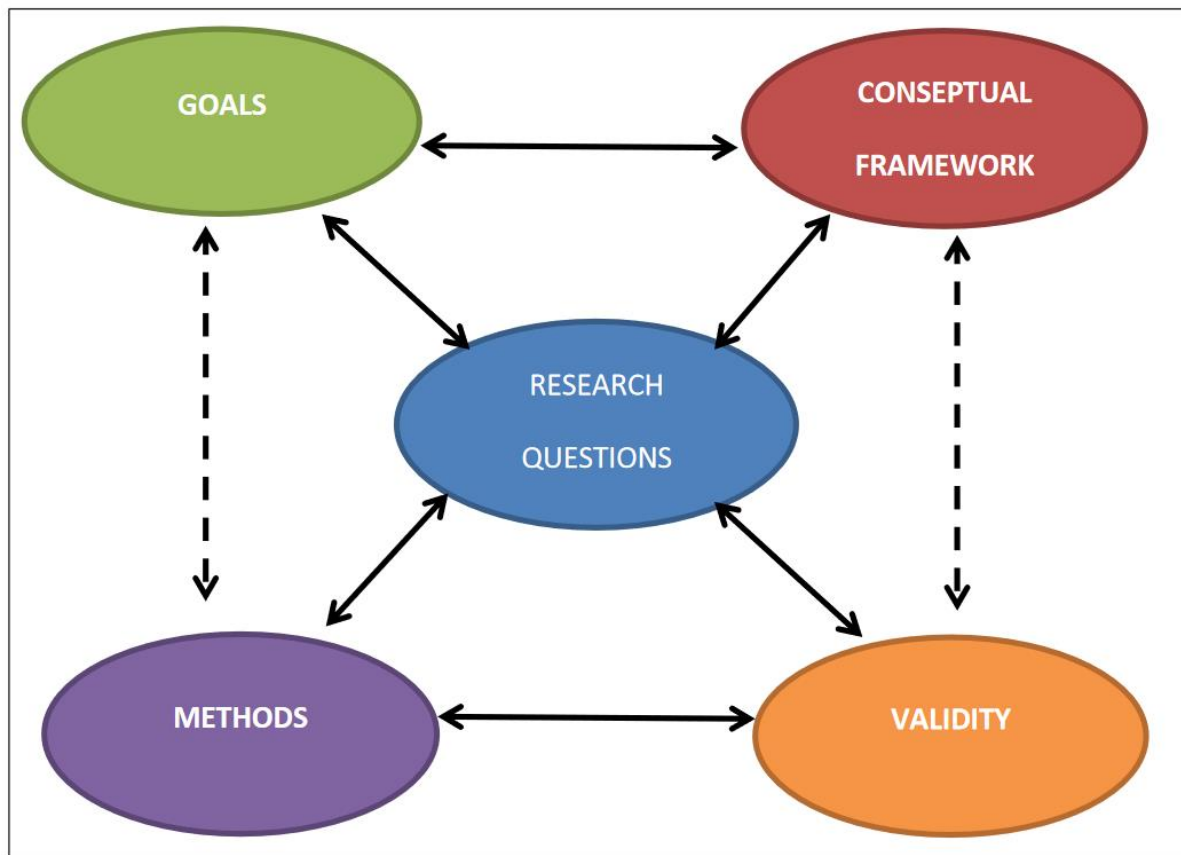 GOALS
CONSEPTUAL
FRAMEWORK
RESEARCH
QUESTIONS
METHODS
VALIDITY